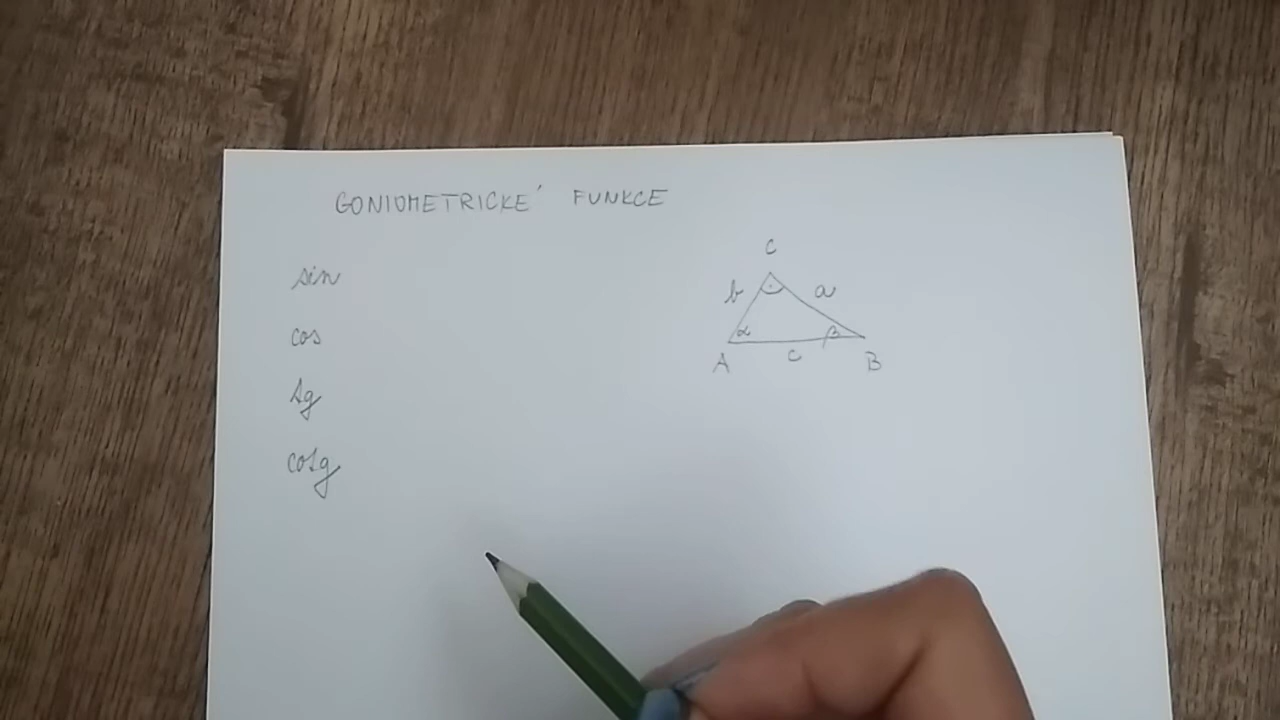 GONIOMETRICKÉ FUNKCE
sin
cos
tg
cotg
C
b a
α β
A c B